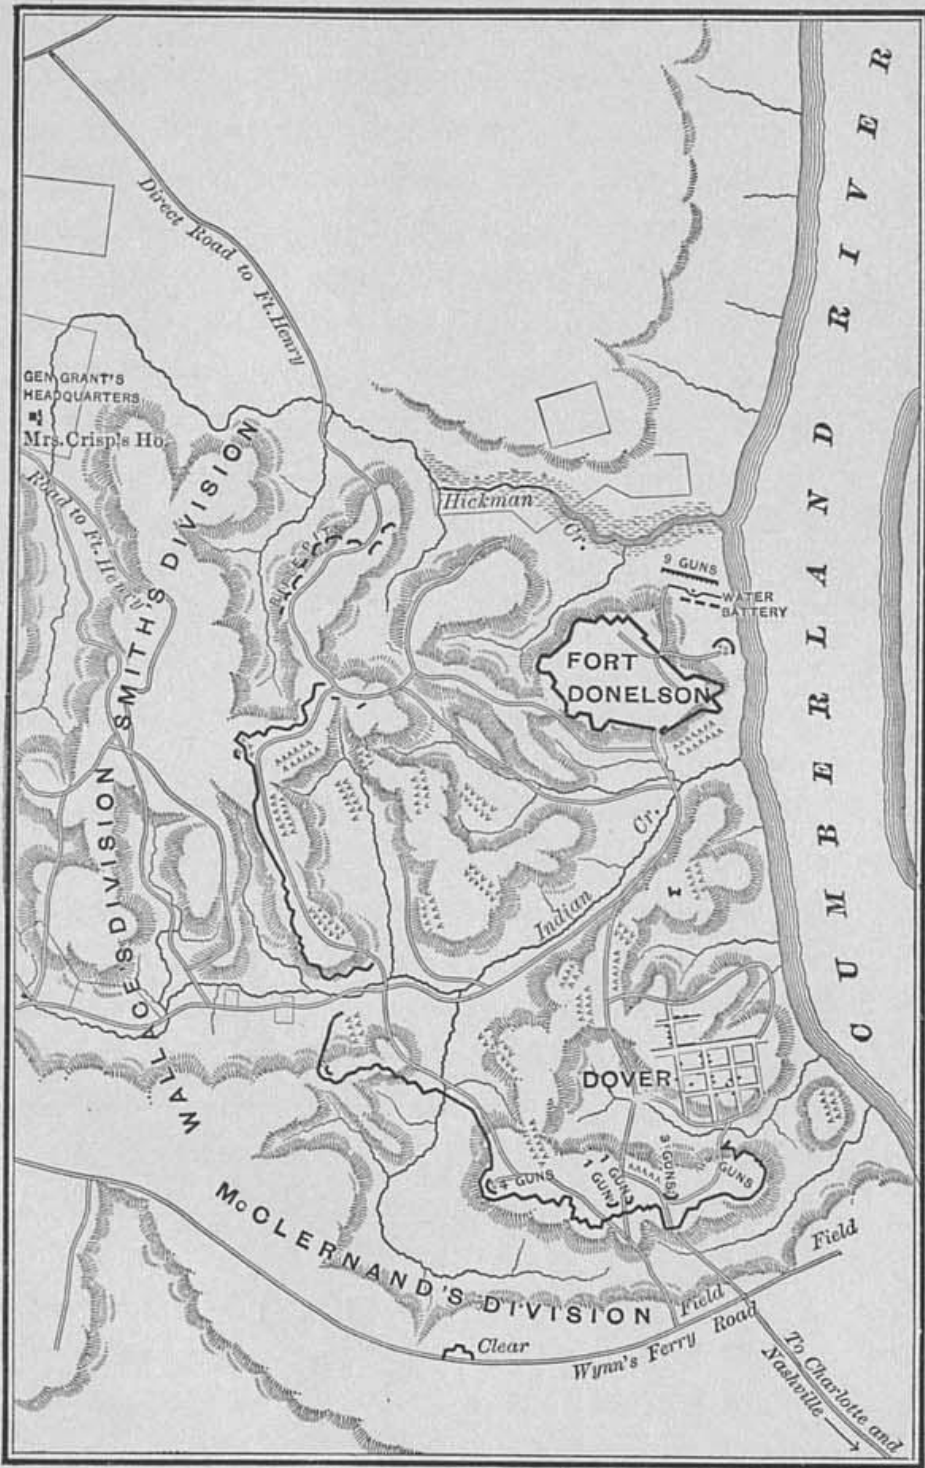 CUMBERLAND RIVER
Direct Road to Ft. Henry
GEN. GRANT'S
HEADQUARTERS
Mrs. Crisp's Ho.
Road to Ft. Henry
SMITH'S DIVISION
Hickman
Cr.
9 GUNS
WATER
BATTERY
FORT
DONELSON
WALLACE'S DIVISION
Indian
Cr.
DOVER
4 GUNS
1 GUN
1 GUN
3 GUNS
GUNS
McCLERNAND'S DIVISION
Field
Field
Clear
Wynn's Ferry Road
To Charlotte and
Nashville